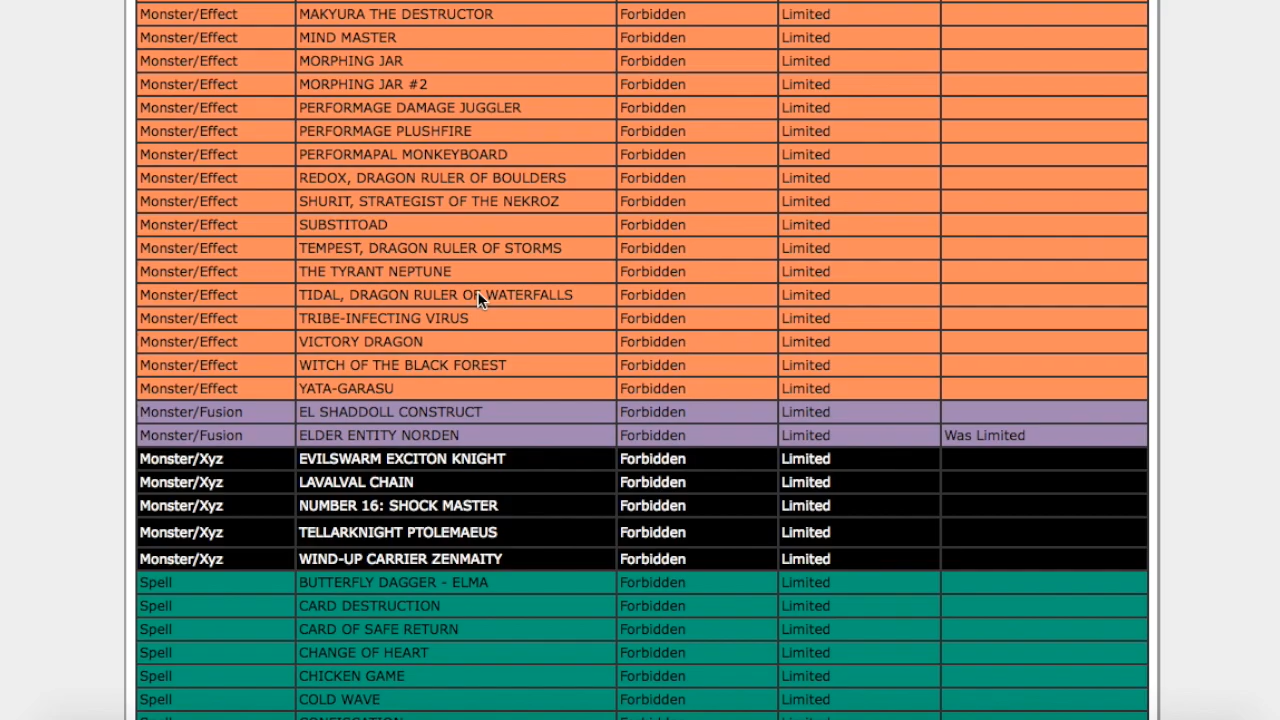 Monster/Effect MAKYURA THE DESTRUCTOR Forbidden Limited
Monster/Effect MIND MASTER Forbidden Limited
Monster/Effect MORPHING JAR Forbidden Limited
Monster/Effect MORPHING JAR #2 Forbidden Limited
Monster/Effect PERFORMAGE DAMAGE JUGGLER Forbidden Limited
Monster/Effect PERFORMAGE PLUSHFIRE Forbidden Limited
Monster/Effect PERFORMAPAL MONKEYBOARD Forbidden Limited
Monster/Effect REDOX, DRAGON RULER OF BOULDERS Forbidden Limited
Monster/Effect SHURIT, STRATEGIST OF THE NEKROZ Forbidden Limited
Monster/Effect SUBSTITOAD Forbidden Limited
Monster/Effect TEMPEST, DRAGON RULER OF STORMS Forbidden Limited
Monster/Effect THE TYRANT NEPTUNE Forbidden Limited
Monster/Effect TIDAL, DRAGON RULER OF WATERFALLS Forbidden Limited
Monster/Effect TRIBE-INFECTING VIRUS Forbidden Limited
Monster/Effect VICTORY DRAGON Forbidden Limited
Monster/Effect WITCH OF THE BLACK FOREST Forbidden Limited
Monster/Effect YATA-GARASU Forbidden Limited
Monster/Fusion EL SHADDOLL CONSTRUCT Forbidden Limited
Monster/Fusion ELDER ENTITY NORDEN Forbidden Limited Was Limited
Monster/Xyz EVILSWARM EXCITON KNIGHT Forbidden Limited
Monster/Xyz LAVALVAL CHAIN Forbidden Limited
Monster/Xyz NUMBER 16: SHOCK MASTER Forbidden Limited
Monster/Xyz TELLARKNIGHT PTOLEMAEUS Forbidden Limited
Monster/Xyz WIND-UP CARRIER ZENMAITY Forbidden Limited
Spell BUTTERFLY DAGGER - ELMA Forbidden Limited
Spell CARD DESTRUCTION Forbidden Limited
Spell CARD OF SAFE RETURN Forbidden Limited
Spell CHANGE OF HEART Forbidden Limited
Spell CHICKEN GAME Forbidden Limited
Spell COLD WAVE Forbidden Limited